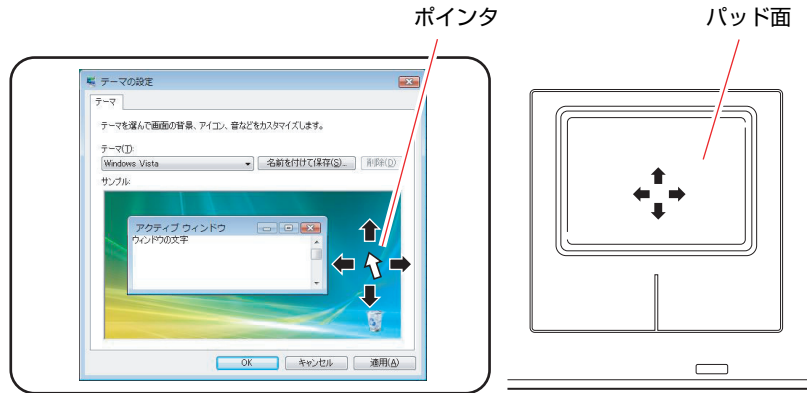 ポインタ
パッド面
テーマの設定
テーマ
テーマを選んで画面の背景、アイコン、音などをカスタマイズします。
テーマ(T):
Windows Vista
名前を付けて保存(S)...
削除(D)
サンプル:
アクティブ ウィンドウ
ウィンドウの文字
OK
キャンセル
適用(A)